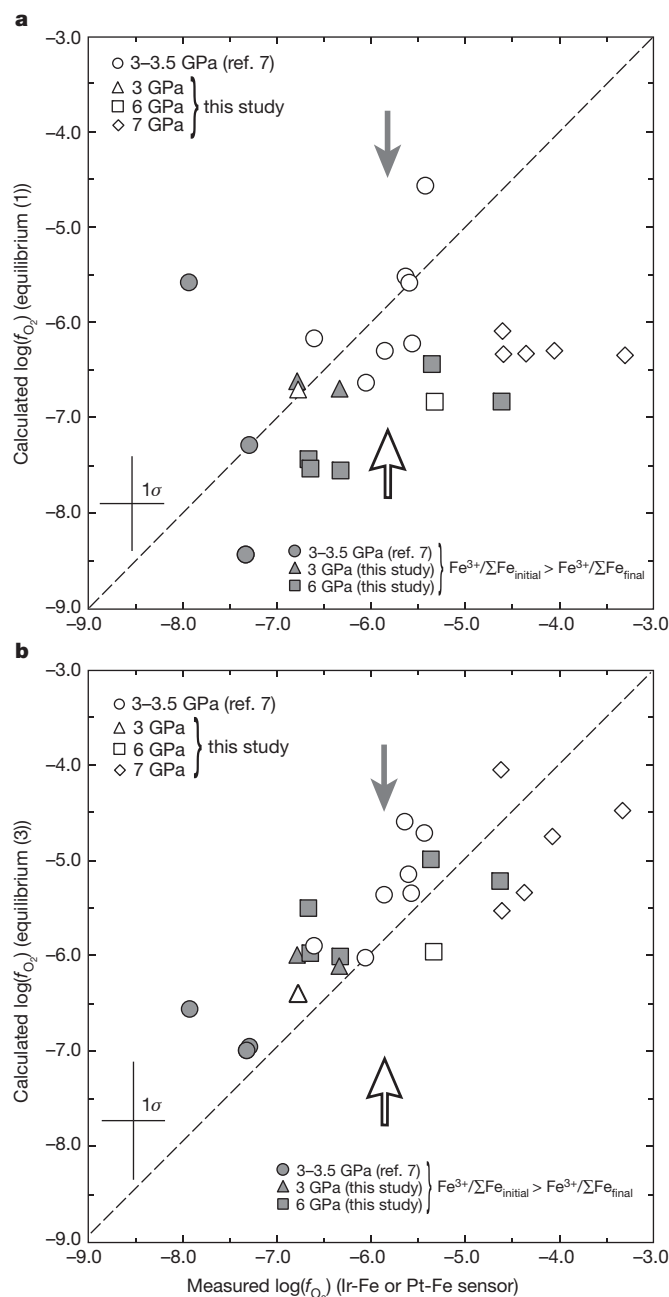 a
−3.0
−4.0
−5.0
−6.0
−7.0
−8.0
−9.0
Calculated log(fO2) (equilibrium (1))
3–3.5 GPa (ref. 7)
3 GPa
6 GPa
7 GPa
this study
1σ
3–3.5 GPa (ref. 7)
3 GPa (this study)
6 GPa (this study)
Fe3+/ΣFeinitial > Fe3+/ΣFefinal
−9.0 −8.0 −7.0 −6.0 −5.0 −4.0 −3.0
b
−3.0
−4.0
−5.0
−6.0
−7.0
−8.0
−9.0
Calculated log(fO2) (equilibrium (3))
3–3.5 GPa (ref. 7)
3 GPa
6 GPa
7 GPa
this study
1σ
3–3.5 GPa (ref. 7)
3 GPa (this study)
6 GPa (this study)
Fe3+/ΣFeinitial > Fe3+/ΣFefinal
−9.0 −8.0 −7.0 −6.0 −5.0 −4.0 −3.0
Measured log(fO2) (Ir-Fe or Pt-Fe sensor)